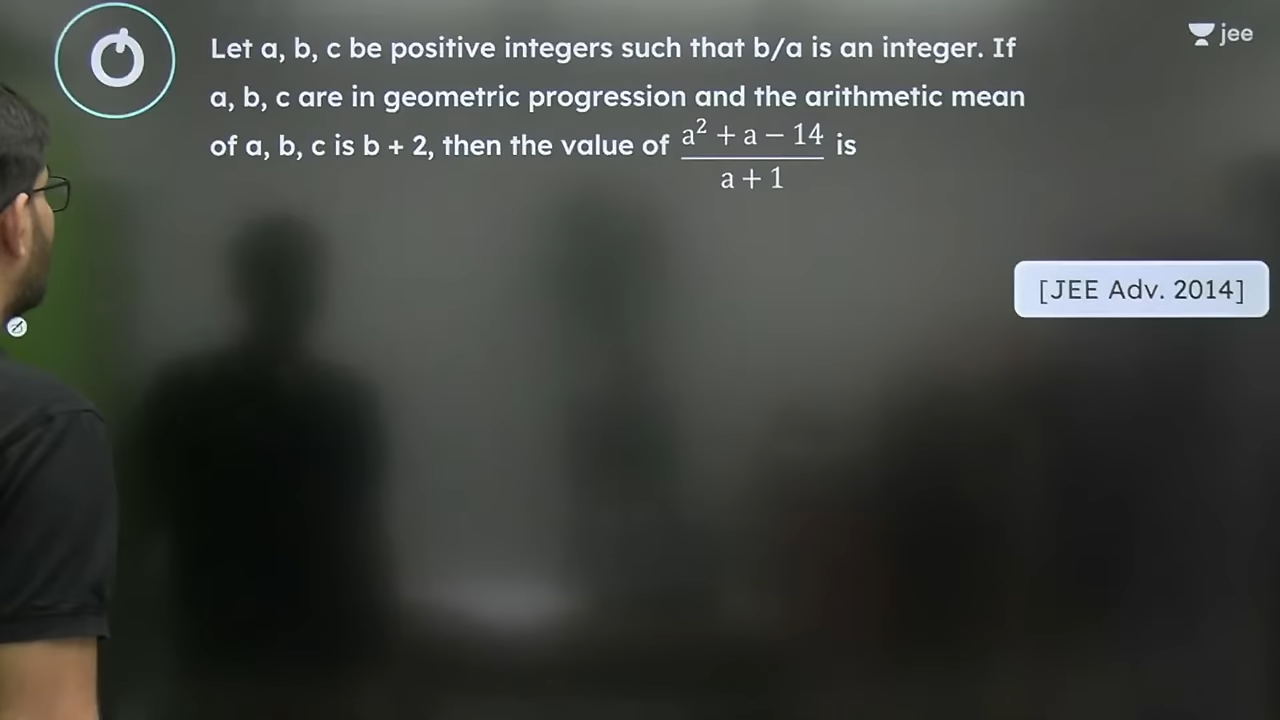 jee
Let a, b, c be positive integers such that b/a is an integer. If
a, b, c are in geometric progression and the arithmetic mean
of a, b, c is b + 2, then the value of (a² + a − 14)/(a + 1) is
[JEE Adv. 2014]